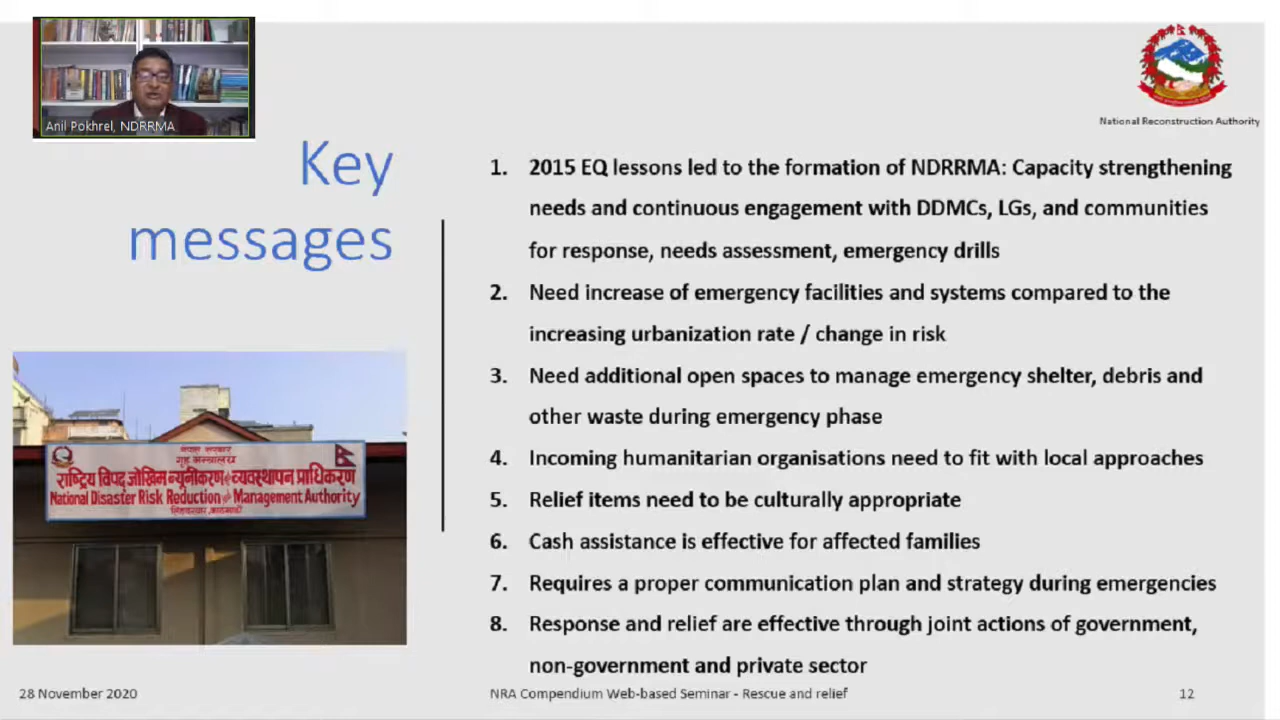 Anil Pokhrel, NDRRMA
National Reconstruction Authority
Key
messages
1. 2015 EQ lessons led to the formation of NDRRMA: Capacity strengthening
needs and continuous engagement with DDMCs, LGs, and communities
for response, needs assessment, emergency drills
2. Need increase of emergency facilities and systems compared to the
increasing urbanization rate / change in risk
3. Need additional open spaces to manage emergency shelter, debris and
other waste during emergency phase
4. Incoming humanitarian organisations need to fit with local approaches
5. Relief items need to be culturally appropriate
6. Cash assistance is effective for affected families
7. Requires a proper communication plan and strategy during emergencies
8. Response and relief are effective through joint actions of government,
non-government and private sector
नेपाल सरकार
गृह मन्त्रालय
राष्ट्रिय विपद् जोखिम न्यूनीकरण तथा व्यवस्थापन प्राधिकरण
National Disaster Risk Reduction and Management Authority
सिंहदरबार, काठमाडौं
28 November 2020
NRA Compendium Web-based Seminar - Rescue and relief
12